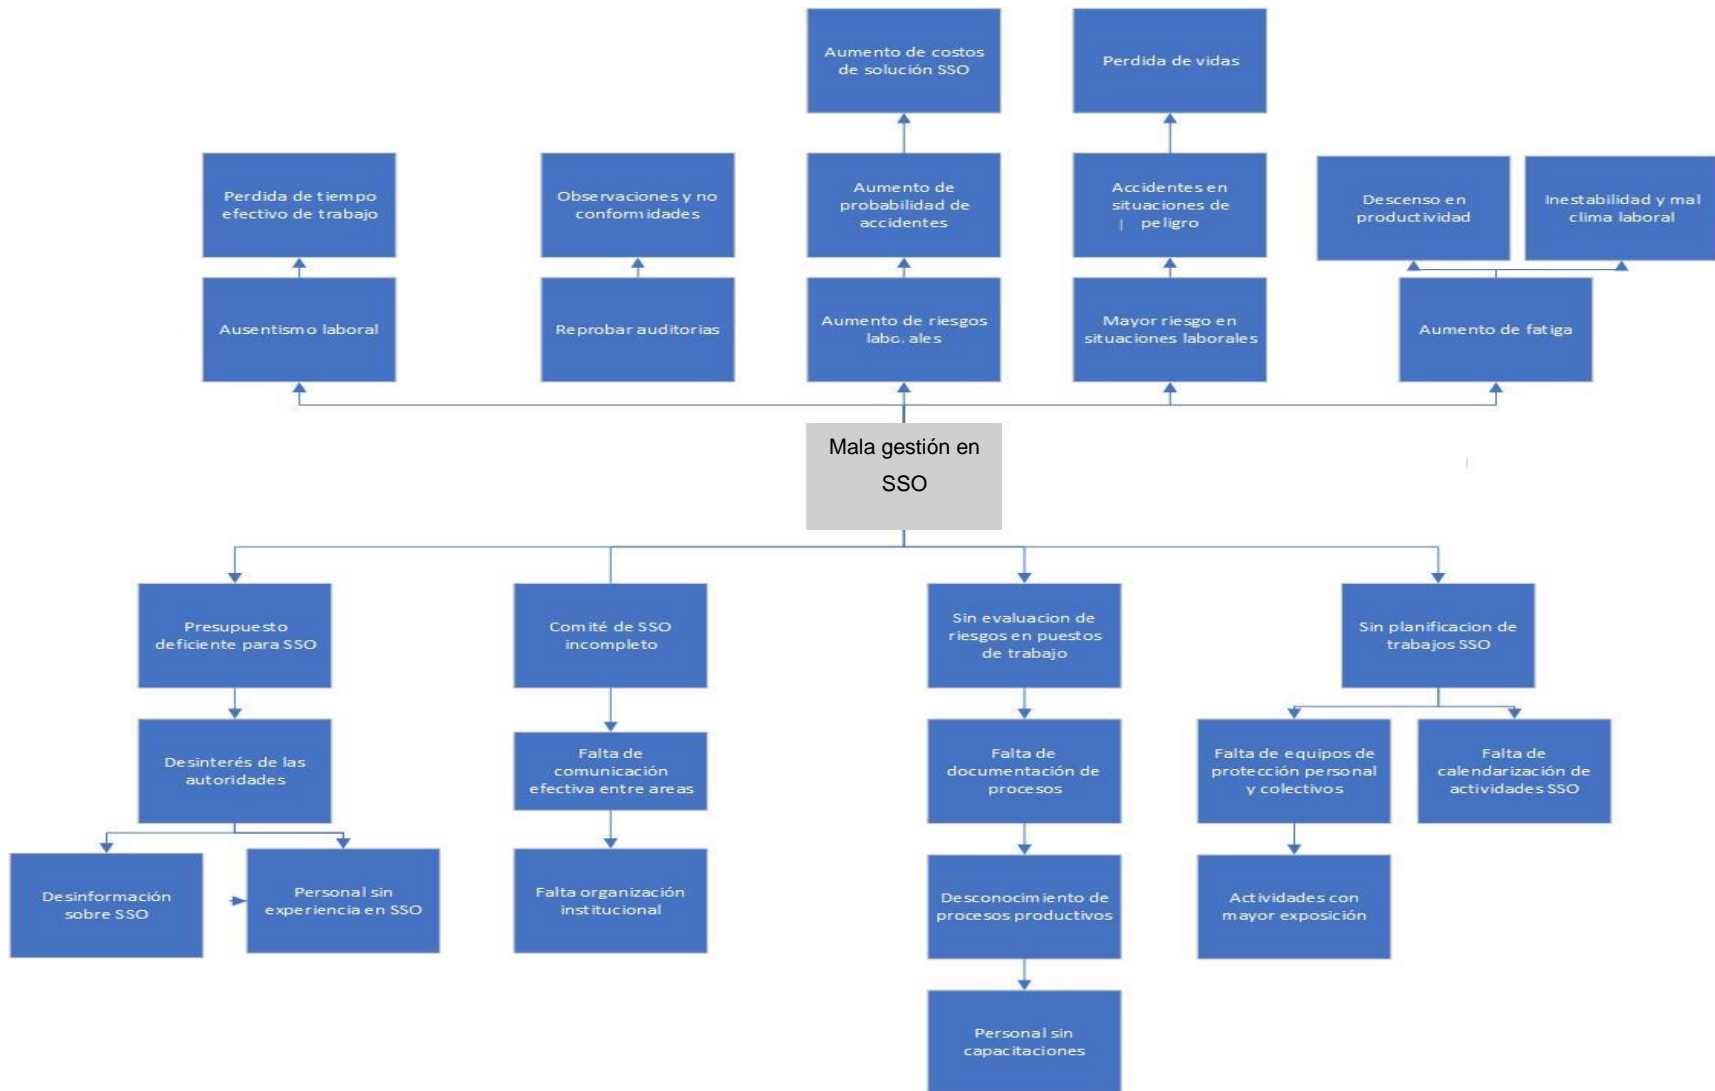 Aumento de costos
de solución SSO
Perdida de vidas
Perdida de tiempo
efectivo de trabajo
Observaciones y no
conformidades
Aumento de
probabilidad de
accidentes
Accidentes en
situaciones de
peligro
Descenso en
productividad
Inestabilidad y mal
clima laboral
Ausentismo laboral
Reprobar auditorias
Aumento de riesgos
labo. ales
Mayor riesgo en
situaciones laborales
Aumento de fatiga
Mala gestión en
SSO
Presupuesto
deficiente para SSO
Comité de SSO
incompleto
Sin evaluacion de
riesgos en puestos
de trabajo
Sin planificacion de
trabajos SSO
Desinterés de las
autoridades
Falta de
comunicación
efectiva entre areas
Falta de
documentación de
procesos
Falta de equipos de
protección personal
y colectivos
Falta de
calendarización de
actividades SSO
Desinformación
sobre SSO
Personal sin
experiencia en SSO
Falta organización
institucional
Desconocimiento de
procesos productivos
Actividades con
mayor exposición
Personal sin
capacitaciones